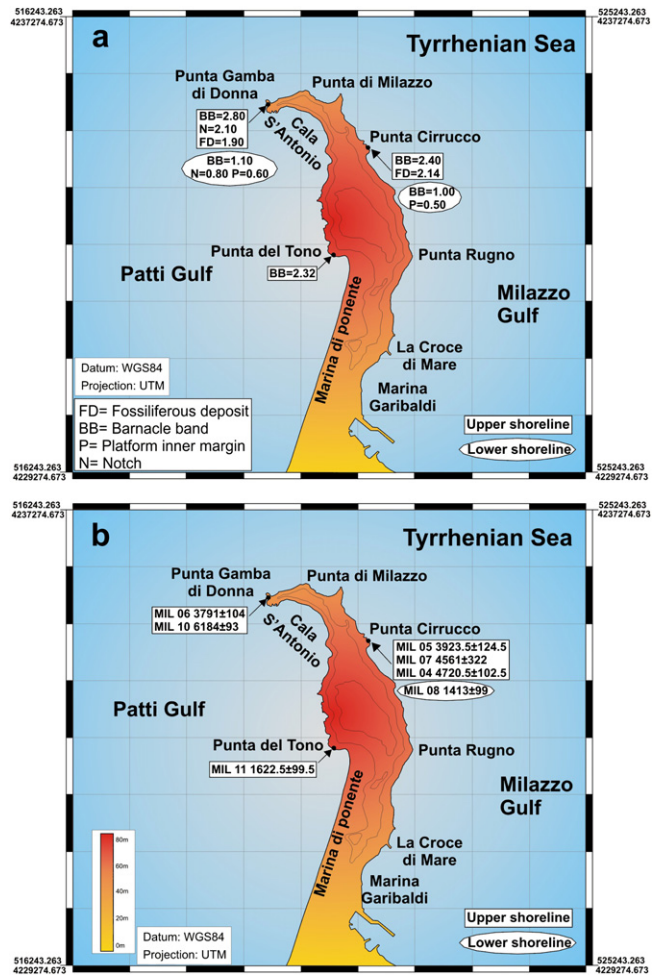 516243.263
4237274.673
525243.263
4237274.673
a
Tyrrhenian Sea
Punta Gamba
di Donna
Punta di Milazzo
BB=2.80
N=2.10
FD=1.90
Cala
S'Antonio
Punta Cirrucco
BB=1.10
N=0.80 P=0.60
BB=2.40
FD=2.14
BB=1.00
P=0.50
Punta del Tono
Punta Rugno
BB=2.32
Patti Gulf
Milazzo
Gulf
Marina di ponente
La Croce
di Mare
Datum: WGS84
Projection: UTM
Marina
Garibaldi
FD= Fossiliferous deposit
BB= Barnacle band
P= Platform inner margin
N= Notch
Upper shoreline
Lower shoreline
516243.263
4229274.673
525243.263
4229274.673
516243.263
4237274.673
525243.263
4237274.673
b
Tyrrhenian Sea
Punta Gamba
di Donna
Punta di Milazzo
MIL 06 3791±104
MIL 10 6184±93
Cala
S'Antonio
Punta Cirrucco
MIL 05 3923.5±124.5
MIL 07 4561±322
MIL 04 4720.5±102.5
MIL 08 1413±99
Patti Gulf
Punta del Tono
Punta Rugno
MIL 11 1622.5±99.5
Milazzo
Gulf
Marina di ponente
80m
60m
40m
20m
0m
La Croce
di Mare
Marina
Garibaldi
Datum: WGS84
Projection: UTM
Upper shoreline
Lower shoreline
516243.263
4229274.673
525243.263
4229274.673